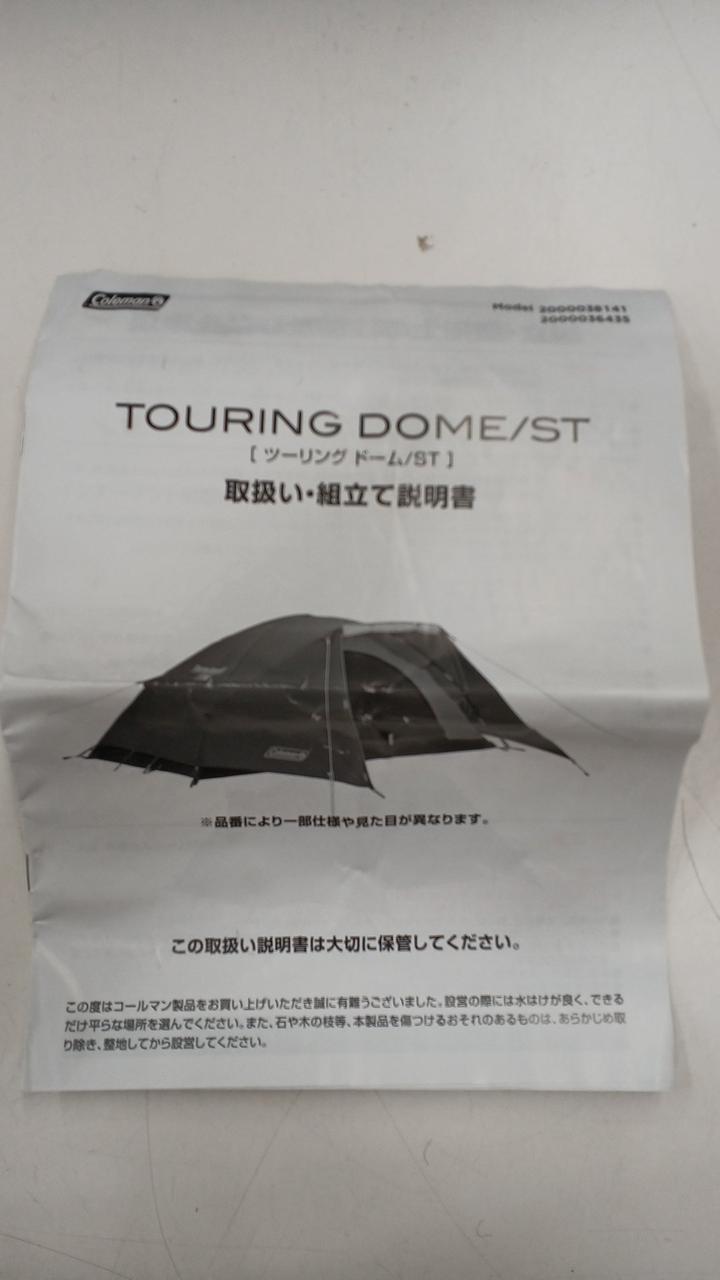 Coleman
Model 2000038141
2000036435
TOURING DOME/ST
[ ツーリング ドーム/ST ]
取扱い・組立て説明書
Coleman
※品番により一部仕様や見た目が異なります。
この取扱い説明書は大切に保管してください。
この度はコールマン製品をお買い上げいただき誠に有難うございました。設営の際には水はけが良く、できる
だけ平らな場所を選んでください。また、石や木の枝等、本製品を傷つけるおそれのあるものは、あらかじめ取
り除き、整地してから設営してください。